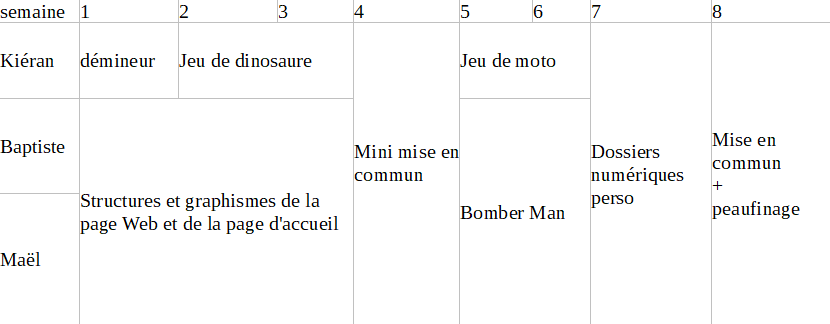 semaine 1 2 3 4 5 6 7 8
Kiéran démineur Jeu de dinosaure Jeu de moto
Baptiste
Maël
Structures et graphismes de la
page Web et de la page d'accueil
Mini mise en
commun
Bomber Man
Dossiers
numériques
perso
Mise en
commun
+
peaufinage